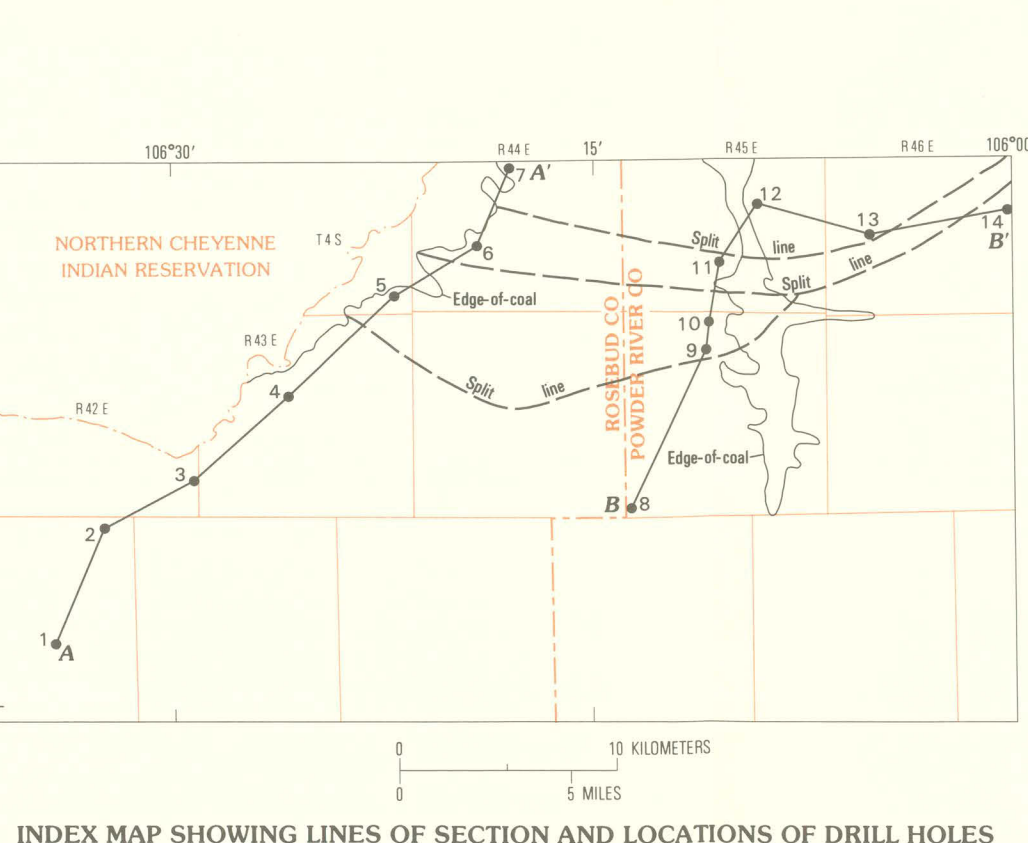 106°30′
R 44 E
15′
R 45 E
R 46 E
106°00
7 A′
12
NORTHERN CHEYENNE
INDIAN RESERVATION
T 4 S
13
14
B′
Split line
6
11
line
5
Split
Edge-of-coal
10
R 43 E
9
ROSEBUD CO
POWDER RIVER CO
4
Split line
R 42 E
Edge-of-coal
3
B 8
2
1 A
0 10 KILOMETERS
0 5 MILES
INDEX MAP SHOWING LINES OF SECTION AND LOCATIONS OF DRILL HOLES